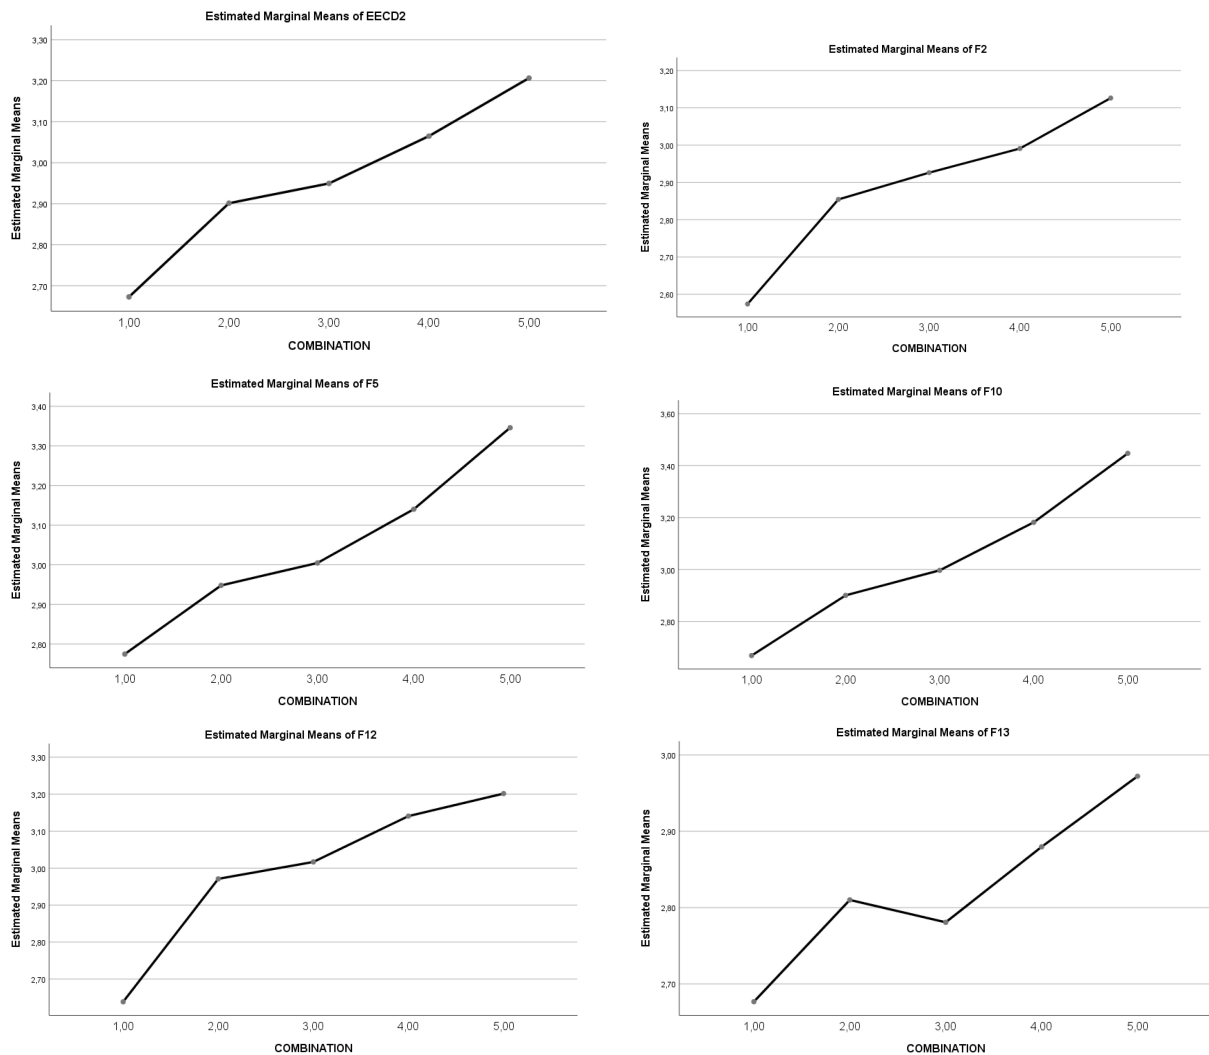 Estimated Marginal Means of EECD2
Estimated Marginal Means
3,30
3,20
3,10
3,00
2,90
2,80
2,70
1,00 2,00 3,00 4,00 5,00
COMBINATION
Estimated Marginal Means of F2
Estimated Marginal Means
3,20
3,10
3,00
2,90
2,80
2,70
2,60
1,00 2,00 3,00 4,00 5,00
COMBINATION
Estimated Marginal Means of F5
Estimated Marginal Means
3,40
3,30
3,20
3,10
3,00
2,90
2,80
1,00 2,00 3,00 4,00 5,00
COMBINATION
Estimated Marginal Means of F10
Estimated Marginal Means
3,60
3,40
3,20
3,00
2,80
1,00 2,00 3,00 4,00 5,00
COMBINATION
Estimated Marginal Means of F12
Estimated Marginal Means
3,30
3,20
3,10
3,00
2,90
2,80
2,70
1,00 2,00 3,00 4,00 5,00
COMBINATION
Estimated Marginal Means of F13
Estimated Marginal Means
3,00
2,90
2,80
2,70
1,00 2,00 3,00 4,00 5,00
COMBINATION